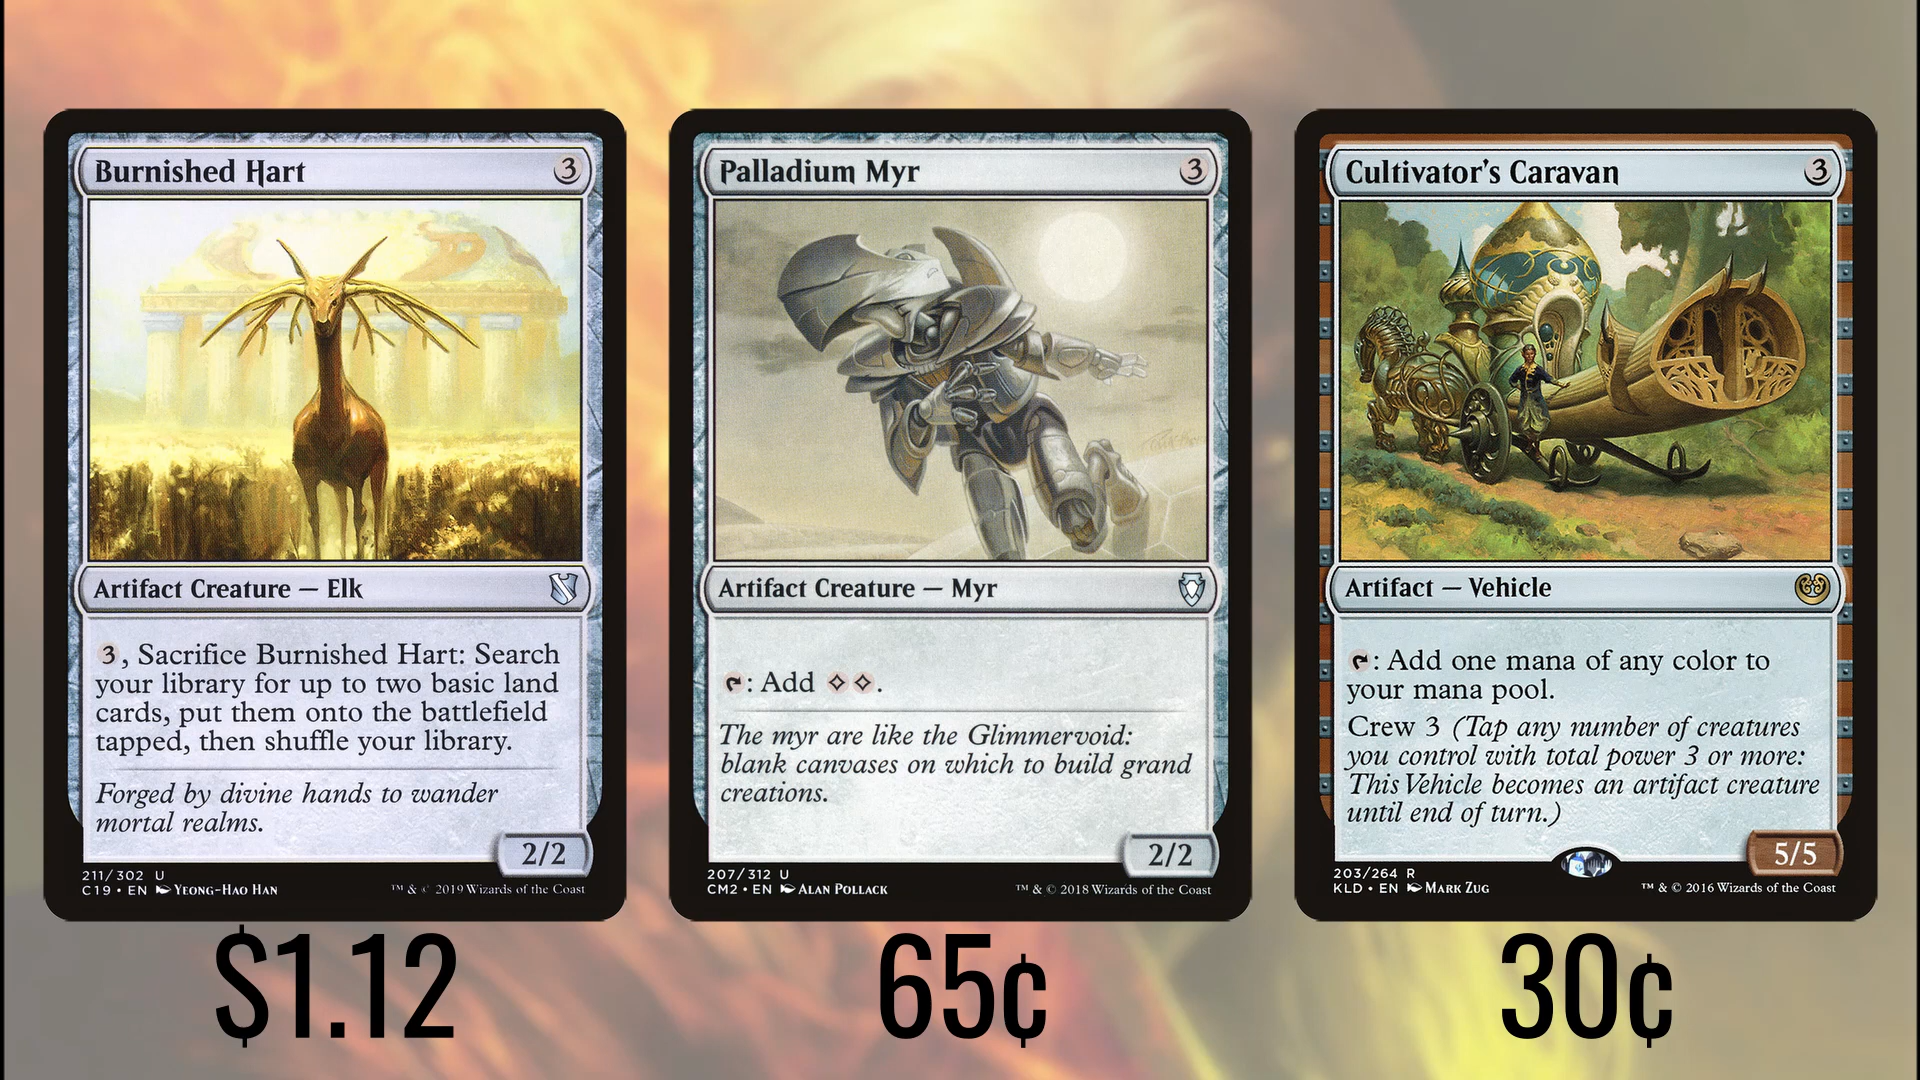 Burnished Hart 3
Artifact Creature — Elk
3, Sacrifice Burnished Hart: Search
your library for up to two basic land
cards, put them onto the battlefield
tapped, then shuffle your library.
Forged by divine hands to wander
mortal realms.
2/2
211/302 U
C19 • EN Yeong-Hao Han
™ & © 2019 Wizards of the Coast
$1.12
Palladium Myr 3
Artifact Creature — Myr
: Add .
The myr are like the Glimmervoid:
blank canvases on which to build grand
creations.
2/2
207/312 U
CM2 • EN Alan Pollack
™ & © 2018 Wizards of the Coast
65¢
Cultivator's Caravan 3
Artifact — Vehicle
: Add one mana of any color to
your mana pool.
Crew 3 (Tap any number of creatures
you control with total power 3 or more:
This Vehicle becomes an artifact creature
until end of turn.)
5/5
203/264 R
KLD • EN Mark Zug
™ & © 2016 Wizards of the Coast
30¢